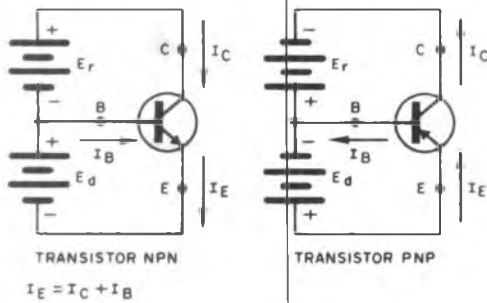 +
Er
−
+
Ed
−
C
B
E
IC
IB
IE
TRANSISTOR NPN
IE = IC + IB
−
Er
+
−
Ed
+
C
B
E
IC
IB
IE
TRANSISTOR PNP